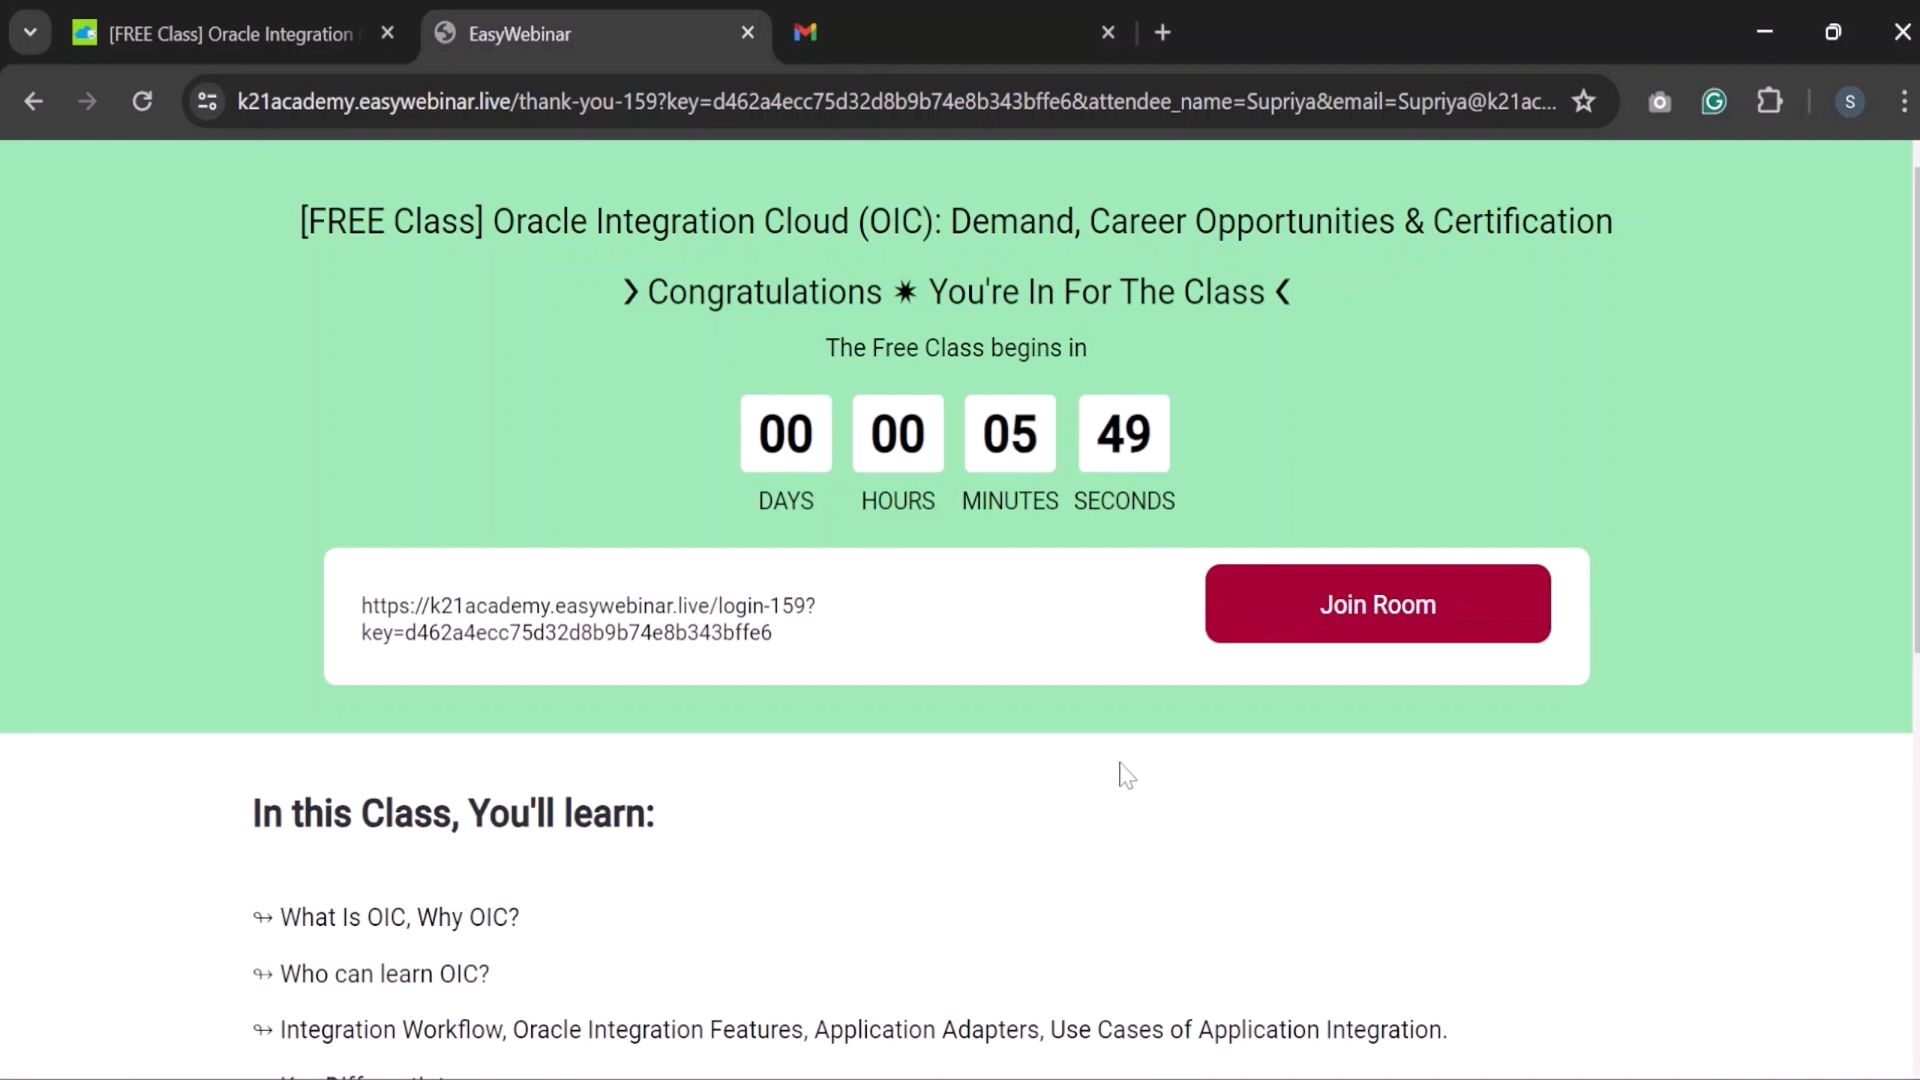 [FREE Class] Oracle Integration
EasyWebinar
k21academy.easywebinar.live/thank-you-159?key=d462a4ecc75d32d8b9b74e8b343bffe6&attendee_name=Supriya&email=Supriya@k21ac...
S
[FREE Class] Oracle Integration Cloud (OIC): Demand, Career Opportunities & Certification
❯ Congratulations ✷ You're In For The Class ❮
The Free Class begins in
00 00 05 49
DAYS HOURS MINUTES SECONDS
https://k21academy.easywebinar.live/login-159?
key=d462a4ecc75d32d8b9b74e8b343bffe6
Join Room
In this Class, You'll learn:
↬ What Is OIC, Why OIC?
↬ Who can learn OIC?
↬ Integration Workflow, Oracle Integration Features, Application Adapters, Use Cases of Application Integration.